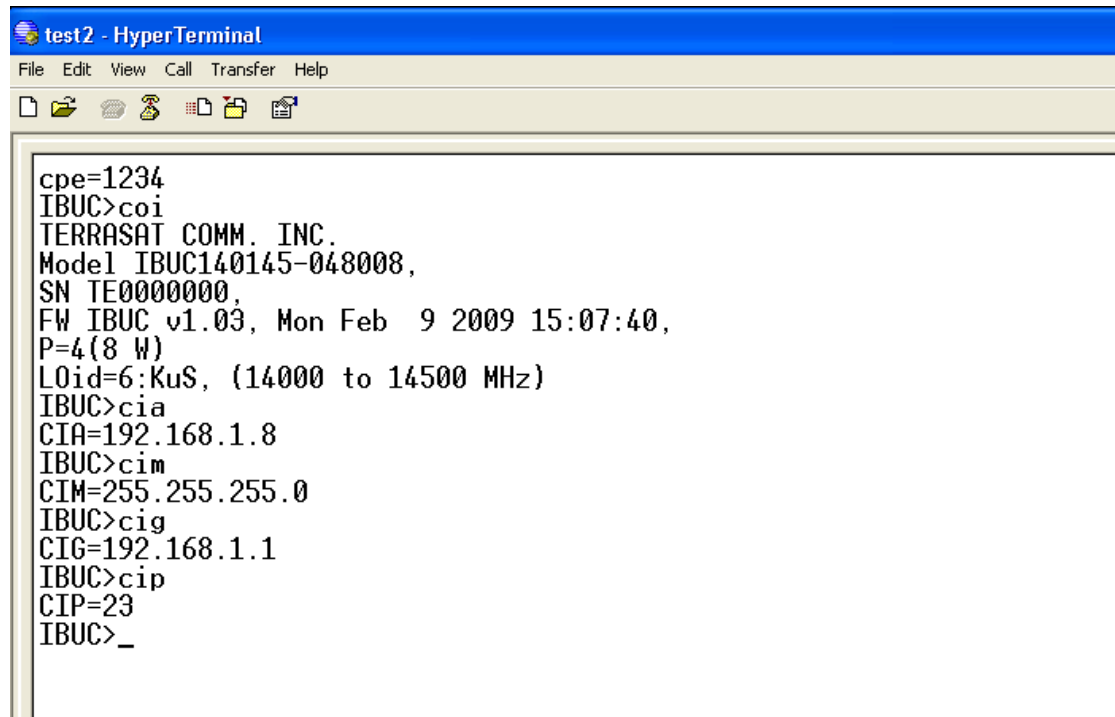 test2 - HyperTerminal
File Edit View Call Transfer Help
cpe=1234
IBUC>coi
TERRASAT COMM. INC.
Model IBUC140145-048008,
SN TE0000000,
FW IBUC v1.03, Mon Feb  9 2009 15:07:40,
P=4(8 W)
LOid=6:KuS, (14000 to 14500 MHz)
IBUC>cia
CIA=192.168.1.8
IBUC>cim
CIM=255.255.255.0
IBUC>cig
CIG=192.168.1.1
IBUC>cip
CIP=23
IBUC>_